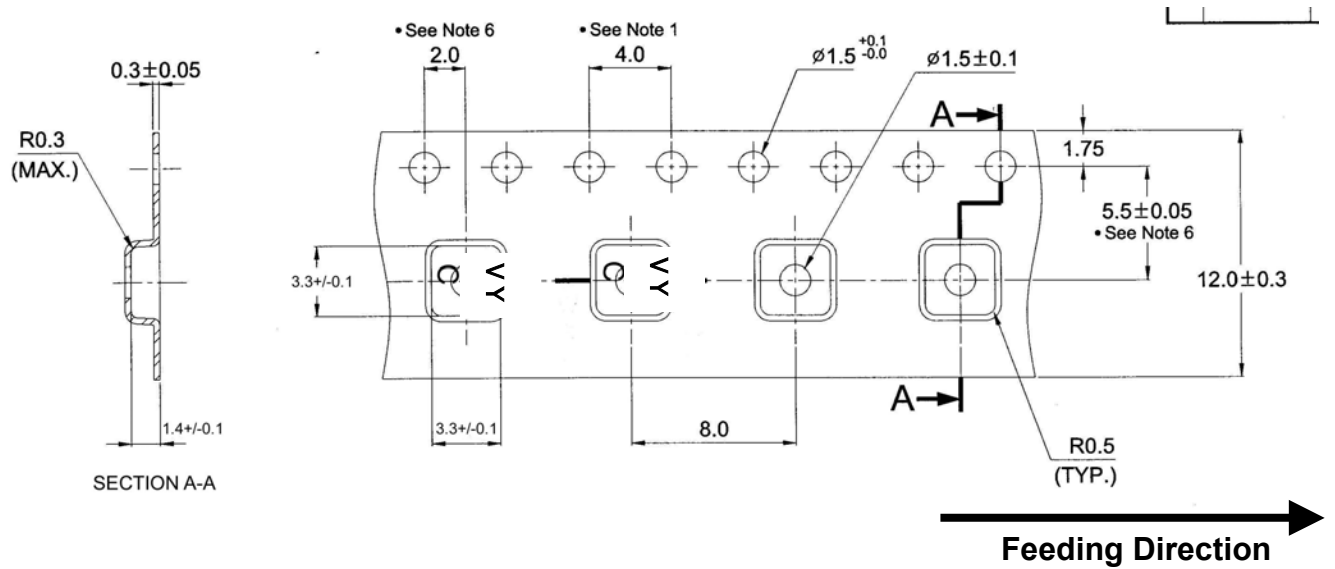 • See Note 6
2.0
• See Note 1
4.0
ø1.5 +0.1 -0.0
ø1.5±0.1
0.3±0.05
R0.3
(MAX.)
A
1.75
5.5±0.05
• See Note 6
12.0±0.3
3.3+/-0.1
C
V Y
C
V Y
1.4+/-0.1
3.3+/-0.1
8.0
A
R0.5
(TYP.)
SECTION A-A
Feeding Direction